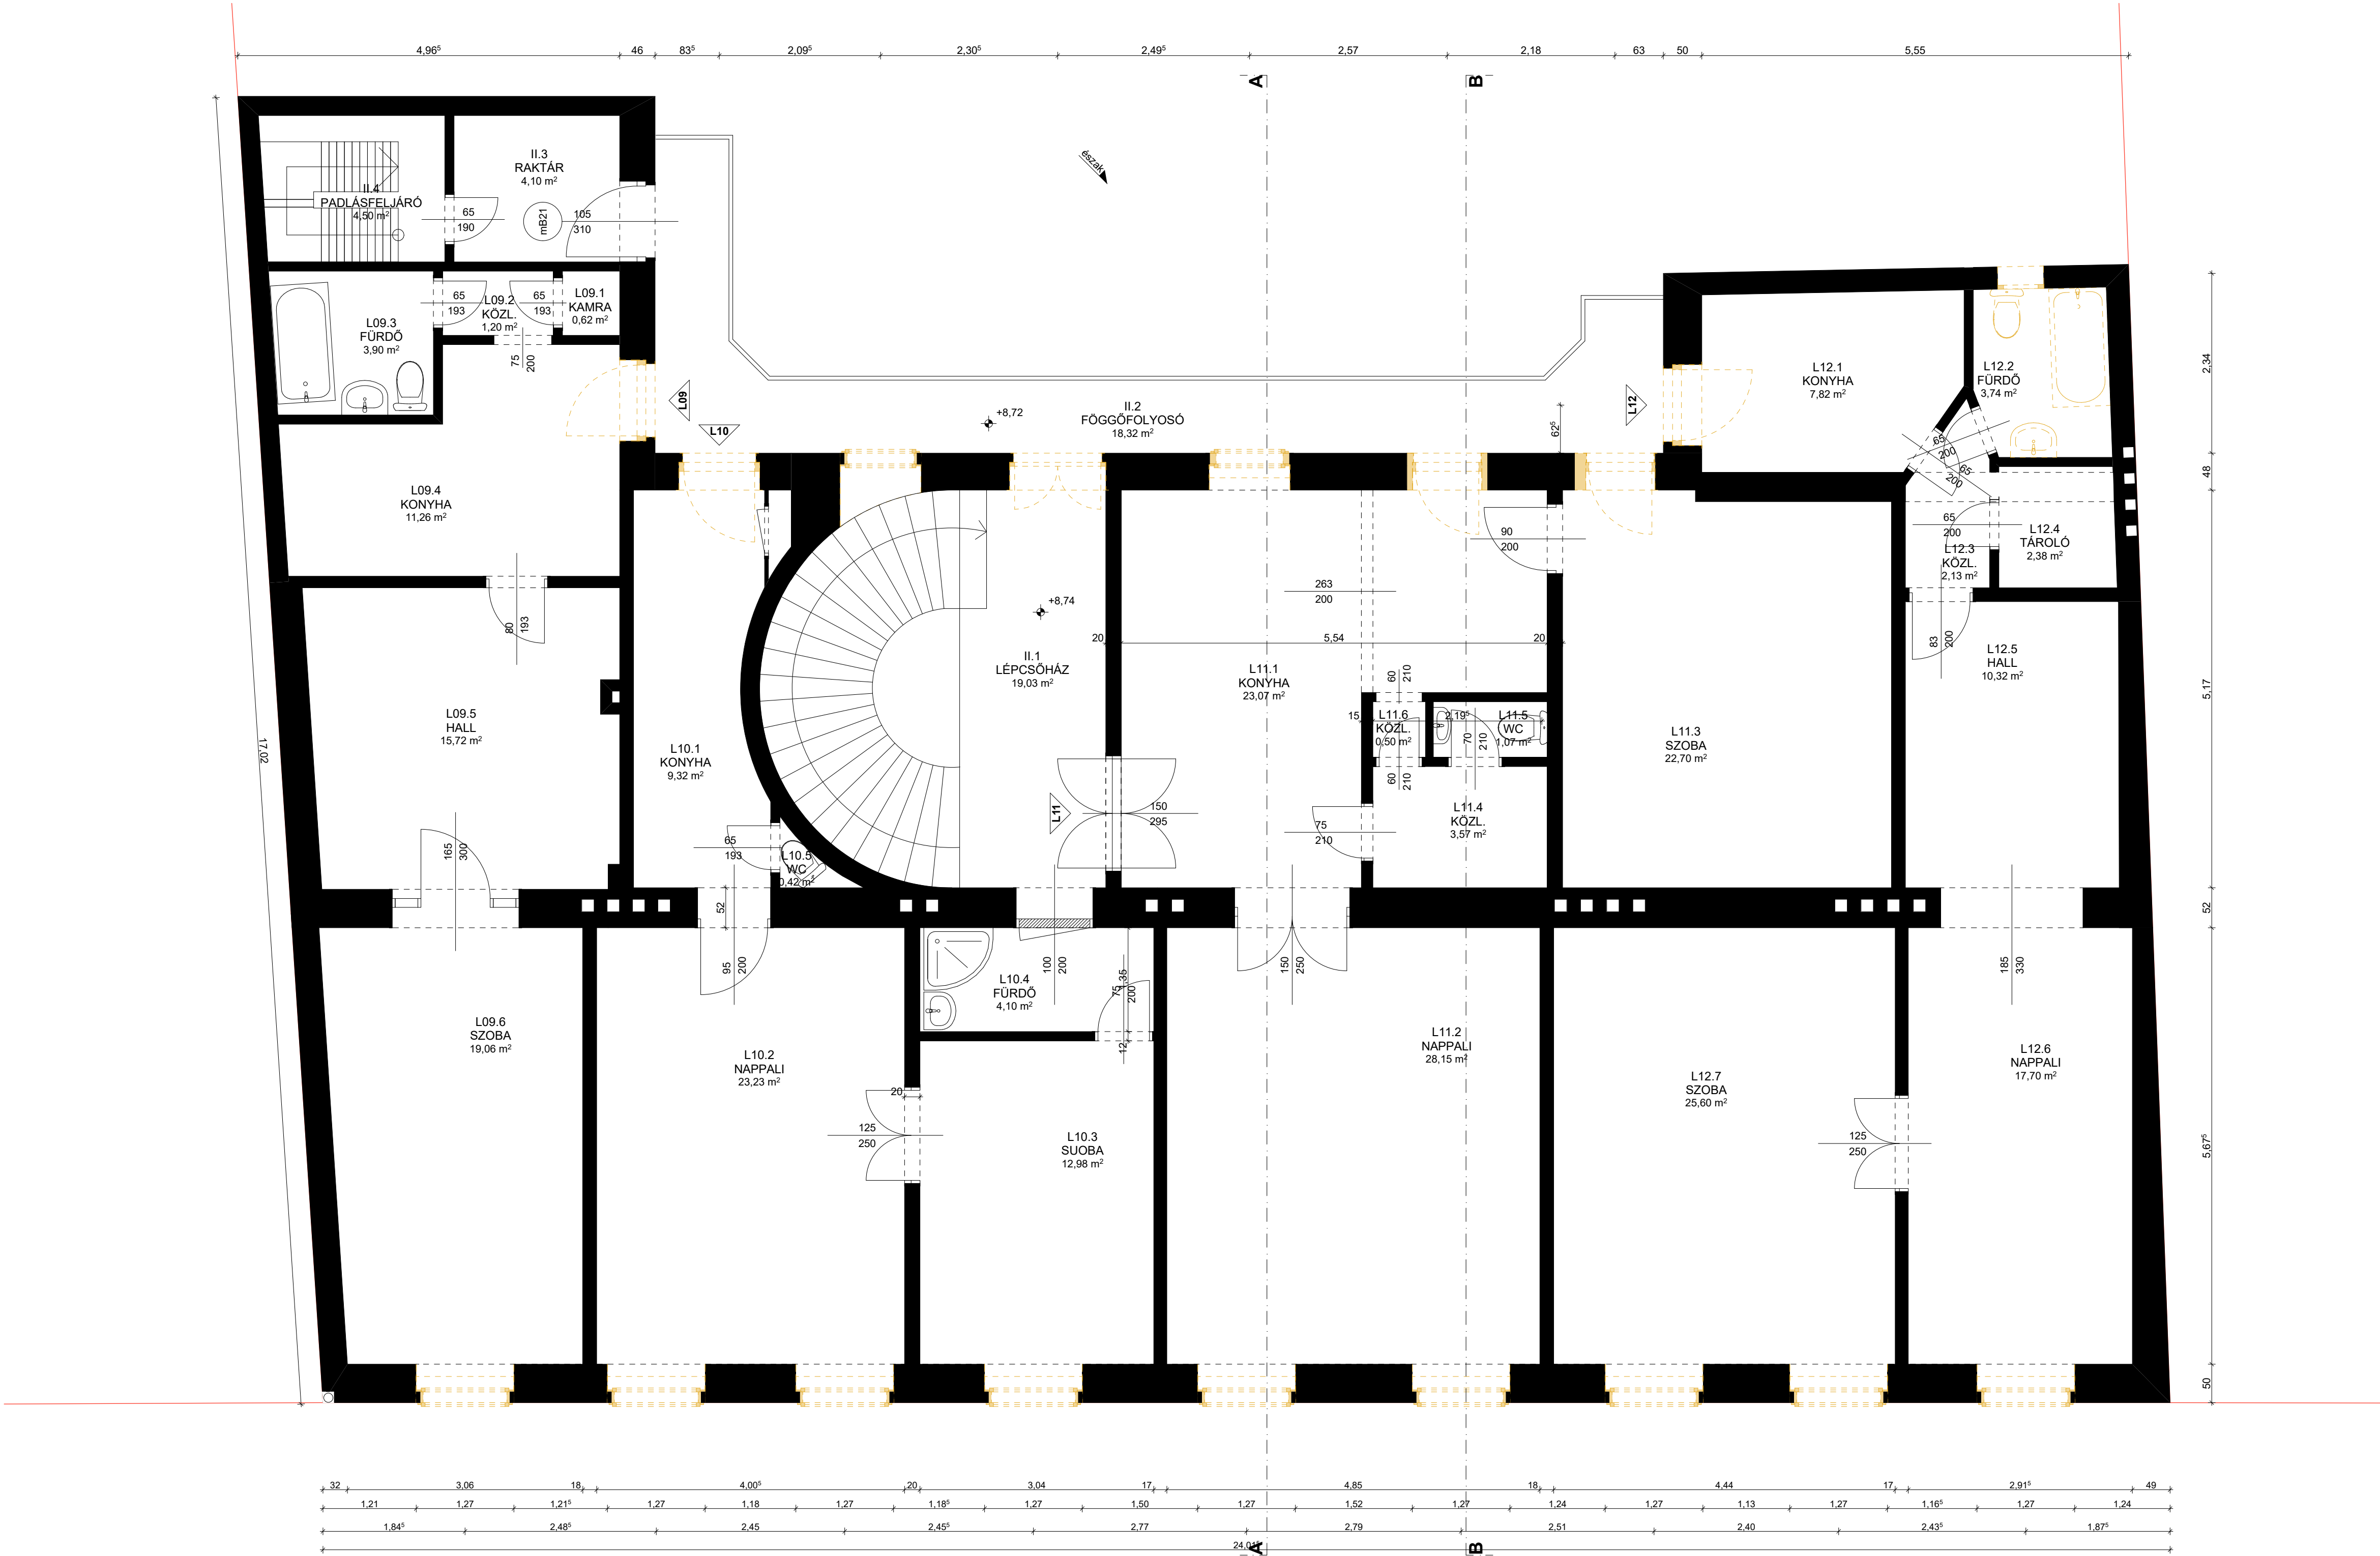 4,96⁵ 46 83⁵ 2,09⁵ 2,30⁵ 2,49⁵ 2,57 2,18 63 50 5,55
A B
észak
II.3
RAKTÁR
4,10 m²
II.4
PADLÁSFELJÁRÓ
4,50 m²
65
190
mB21
105
310
L09.1
KAMRA
0,62 m²
L09.2
KÖZL.
1,20 m²
65
193
65
193
L09.3
FÜRDŐ
3,90 m²
75
200
L09
L10
+8,72
II.2
FÖGGŐFOLYOSÓ
18,32 m²
62⁵
L12
L12.1
KONYHA
7,82 m²
L12.2
FÜRDŐ
3,74 m²
2,34
65
200
65
200
48
L09.4
KONYHA
11,26 m²
90
200
65
200
L12.4
TÁROLÓ
2,38 m²
L12.3
KÖZL.
2,13 m²
263
200
+8,74
80
193
20 5,54 20
83
200
II.1
LÉPCSŐHÁZ
19,03 m²
L11.1
KONYHA
23,07 m²
60
210
L12.5
HALL
10,32 m²
5,17
L09.5
HALL
15,72 m²
17,02
L10.1
KONYHA
9,32 m²
15 2,19⁵
L11.6
KÖZL.
0,50 m²
L11.5
WC
1,07 m²
70
210
60
210
L11.3
SZOBA
22,70 m²
L11
150
295
L11.4
KÖZL.
3,57 m²
75
210
165
300
65
193
L10.5
WC
0,42 m²
52
52
95
200
L10.4
FÜRDŐ
4,10 m²
100
200
1,35
75
200
12
150
250
185
330
L09.6
SZOBA
19,06 m²
L10.2
NAPPALI
23,23 m²
20
125
250
L10.3
SUOBA
12,98 m²
L11.2
NAPPALI
28,15 m²
L12.7
SZOBA
25,60 m²
L12.6
NAPPALI
17,70 m²
125
250
5,67⁵
50
32 3,06 18 4,00⁵ 20 3,04 17 4,85 18 4,44 17 2,91⁵ 49
1,21 1,27 1,21⁵ 1,27 1,18 1,27 1,18⁵ 1,27 1,50 1,27 1,52 1,27 1,24 1,27 1,13 1,27 1,16⁵ 1,27 1,24
1,84⁵ 2,48⁵ 2,45 2,45⁵ 2,77 2,79 2,51 2,40 2,43⁵ 1,87⁵
A B